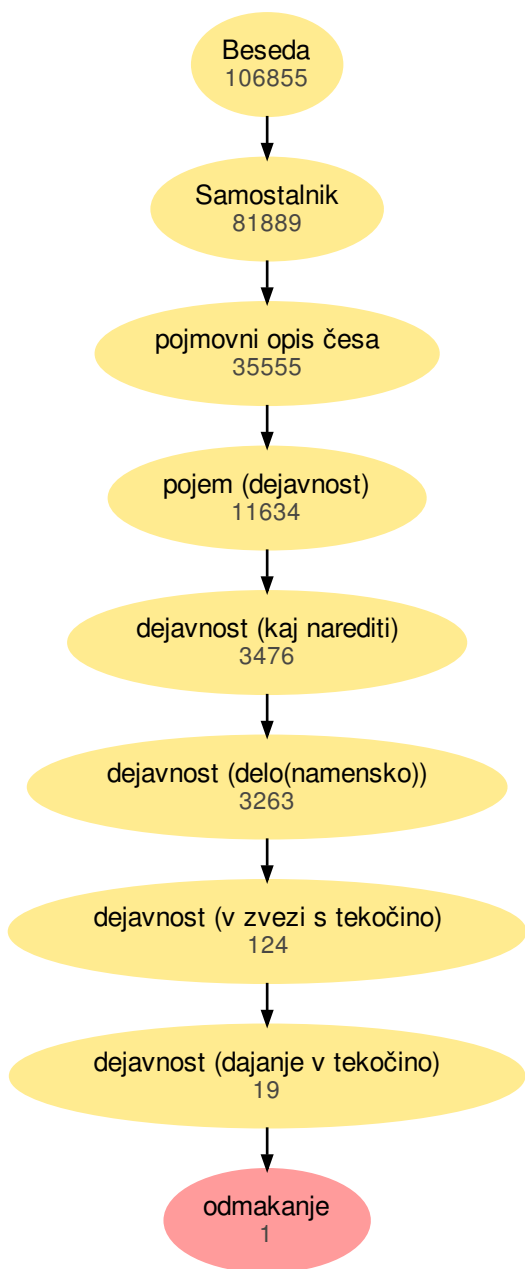 Beseda
106855
Samostalnik
81889
pojmovni opis česa
35555
pojem (dejavnost)
11634
dejavnost (kaj narediti)
3476
dejavnost (delo(namensko))
3263
dejavnost (v zvezi s tekočino)
124
dejavnost (dajanje v tekočino)
19
odmakanje
1